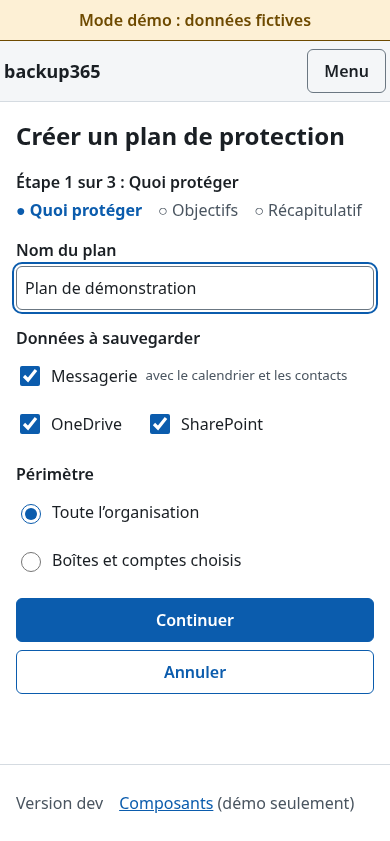 Mode démo : données fictives
backup365 Menu
Créer un plan de protection
Étape 1 sur 3 : Quoi protéger
● Quoi protéger ○ Objectifs ○ Récapitulatif
Nom du plan
Plan de démonstration
Données à sauvegarder
Messagerie avec le calendrier et les contacts
OneDrive SharePoint
Périmètre
Toute l’organisation
Boîtes et comptes choisis
Continuer
Annuler
Version dev Composants (démo seulement)